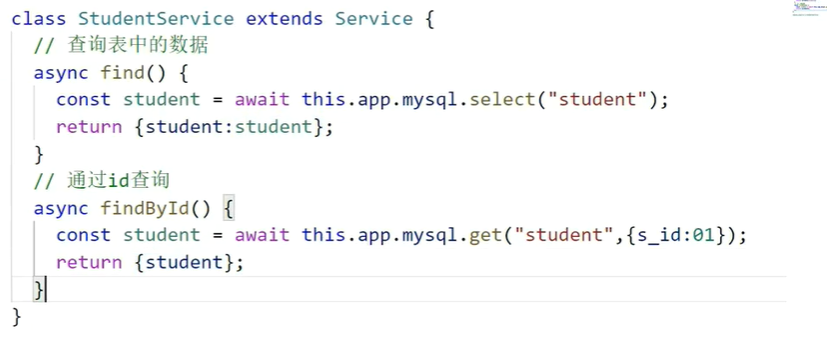 class StudentService extends Service {
// 查询表中的数据
async find() {
const student = await this.app.mysql.select("student");
return {student:student};
}
// 通过id查询
async findById() {
const student = await this.app.mysql.get("student",{s_id:01});
return {student};
}
}